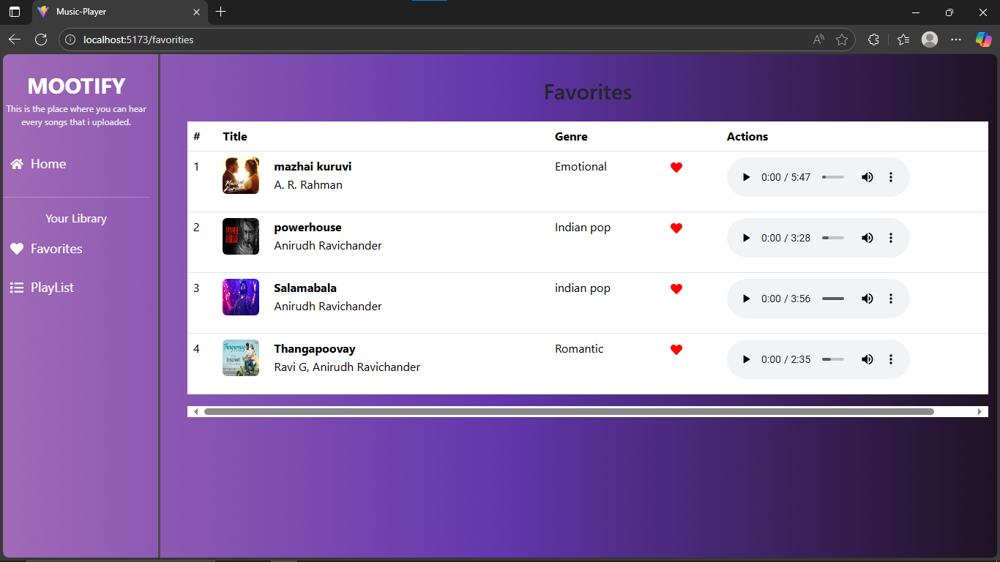 Music-Player
localhost:5173/favorites
MOOTIFY
This is the place where you can hear
every songs that i uploaded.
Home
Your Library
Favorites
PlayList
Favorites
# Title Genre Actions
1 mazhai kuruvi Emotional 0:00 / 5:47
A. R. Rahman
2 powerhouse Indian pop 0:00 / 3:28
Anirudh Ravichander
3 Salamabala indian pop 0:00 / 3:56
Anirudh Ravichander
4 Thangapoovay Romantic 0:00 / 2:35
Ravi G, Anirudh Ravichander